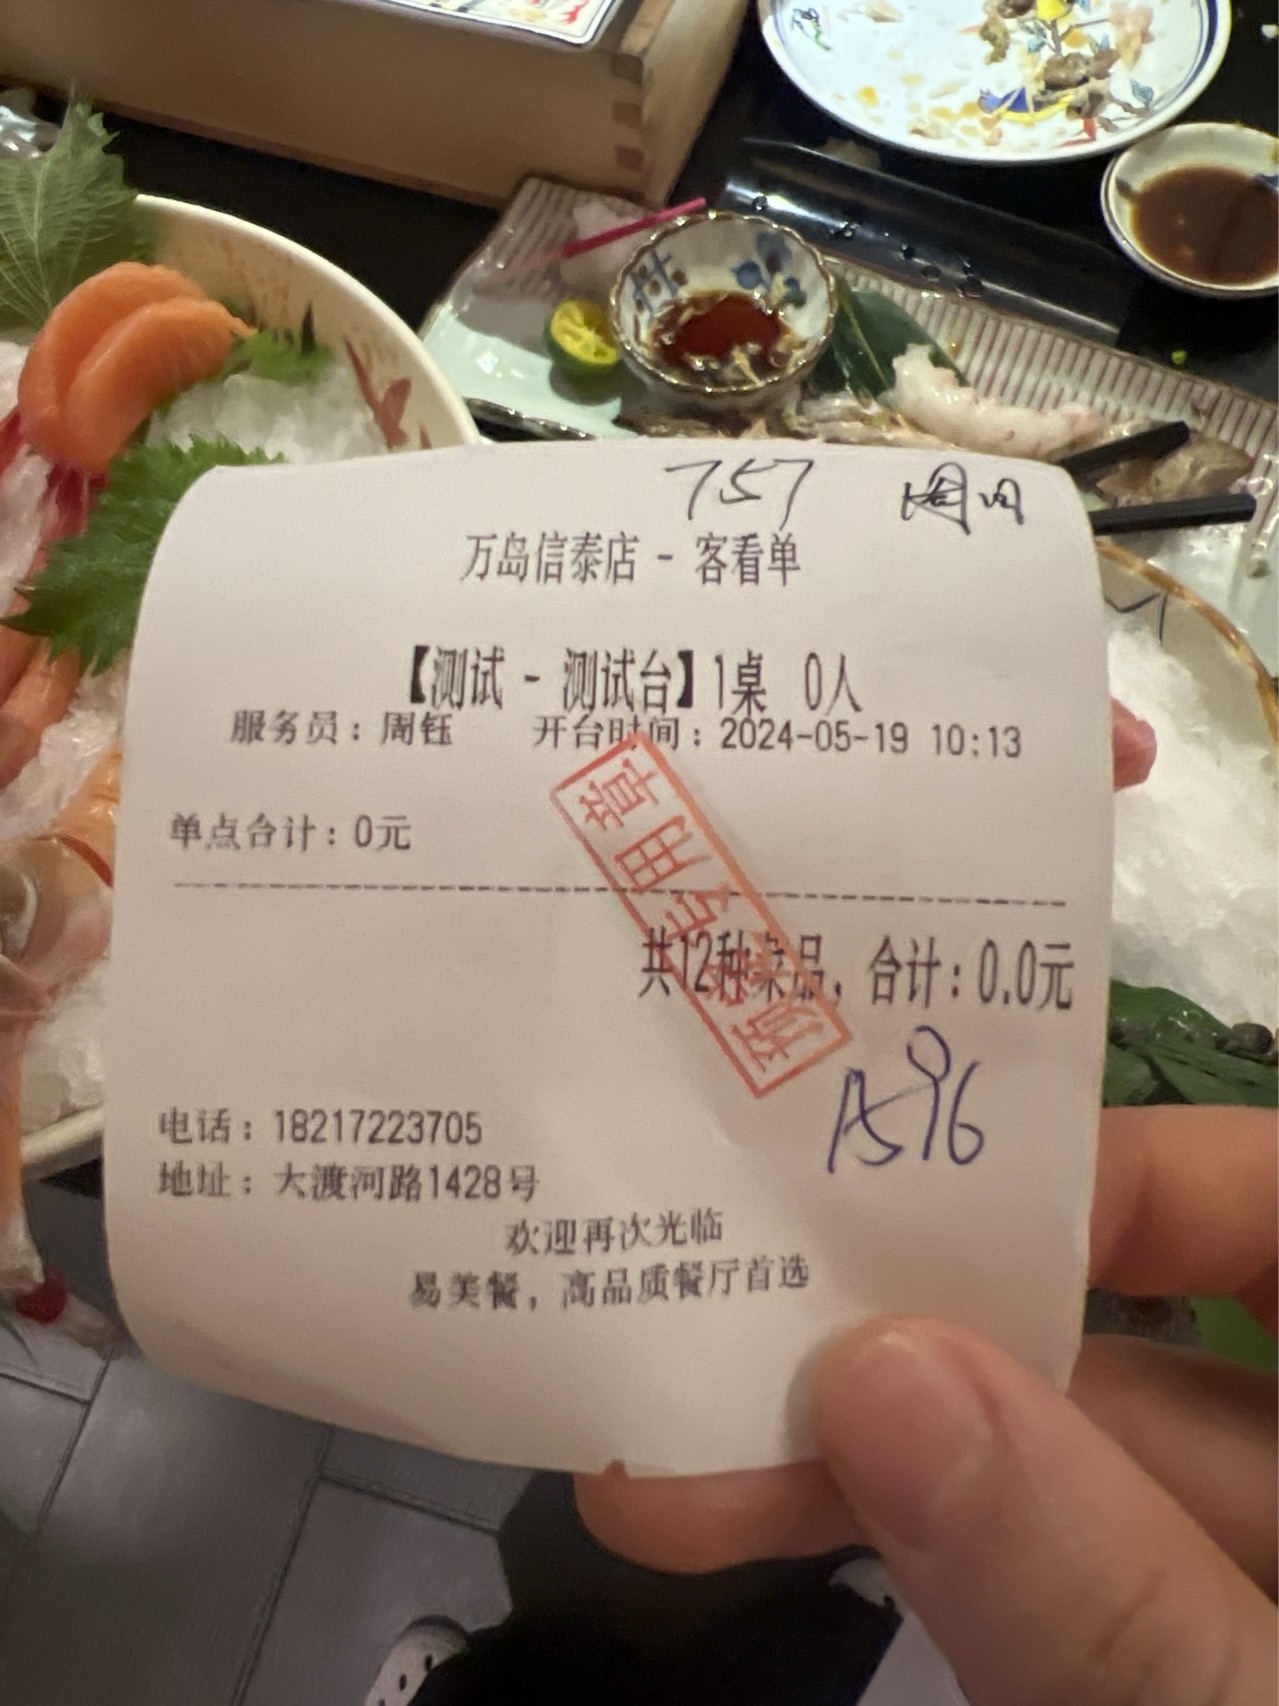 757
万岛信泰店 - 客看单
【测试 - 测试台】1桌 0人
服务员：周钰 开台时间：2024-05-19 10:13
单点合计：0元
共12种菜品，合计：0.0元
专用章
A596
电话：18217223705
地址：大渡河路1428号
欢迎再次光临
易美餐，高品质餐厅首选